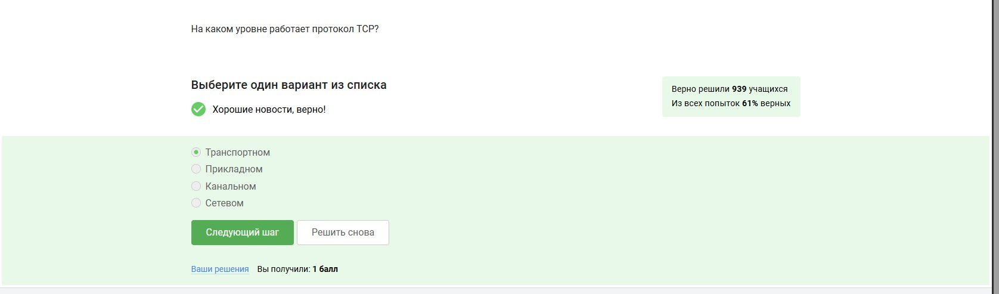 На каком уровне работает протокол TCP?
Выберите один вариант из списка
Хорошие новости, верно!
Верно решили 939 учащихся
Из всех попыток 61% верных
Транспортном
Прикладном
Канальном
Сетевом
Следующий шаг
Решить снова
Ваши решения Вы получили: 1 балл